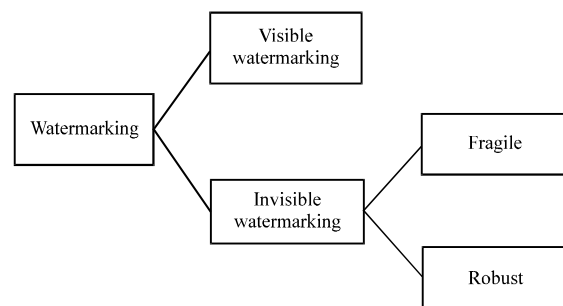 Visible
watermarking
Watermarking
Fragile
Invisible
watermarking
Robust